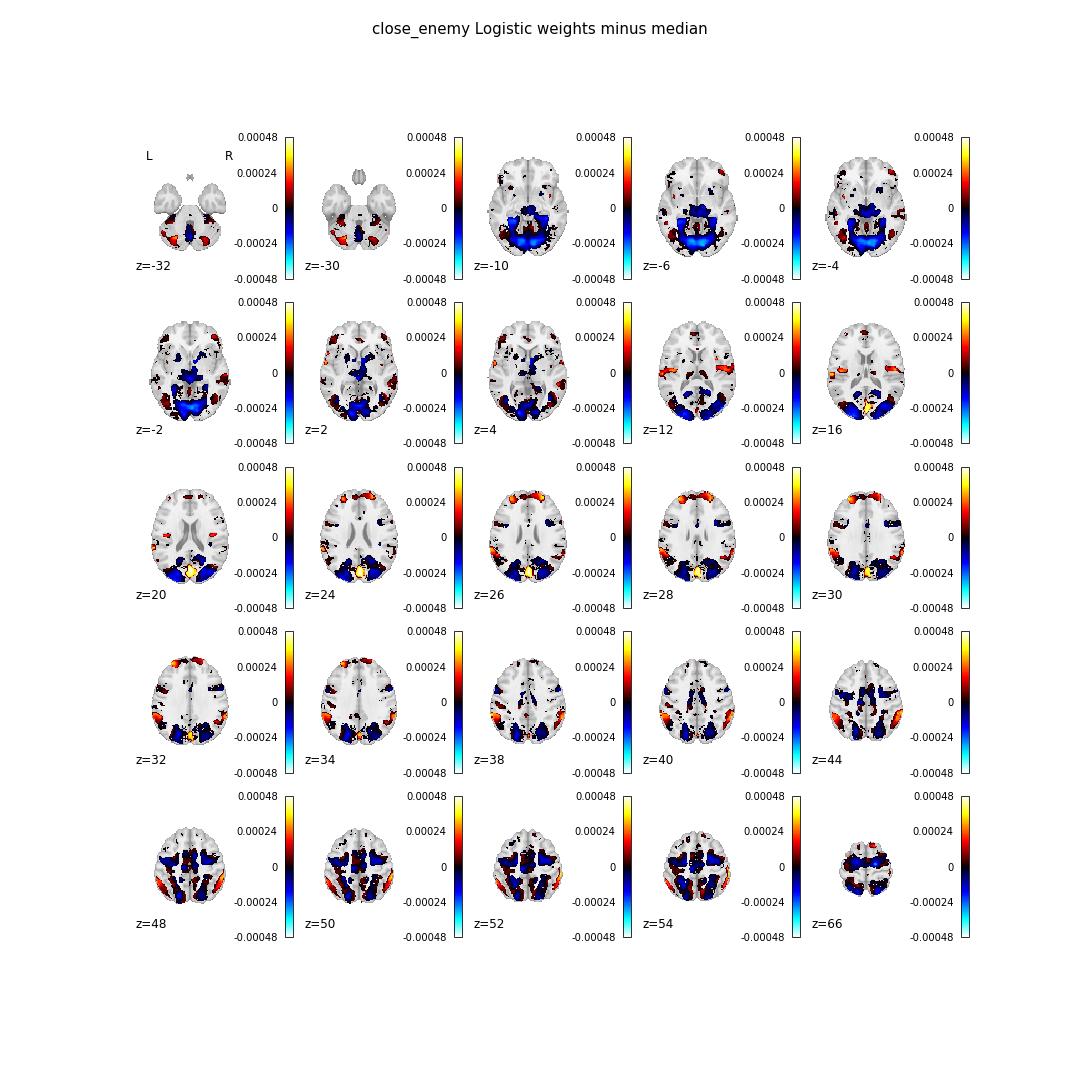 close_enemy Logistic weights minus median
L R
0.00048 0.00048 0.00048 0.00048 0.00048
0.00024 0.00024 0.00024 0.00024 0.00024
0 0 0 0 0
-0.00024 -0.00024 -0.00024 -0.00024 -0.00024
z=-32 z=-30 z=-10 z=-6 z=-4
-0.00048 -0.00048 -0.00048 -0.00048 -0.00048
0.00048 0.00048 0.00048 0.00048 0.00048
0.00024 0.00024 0.00024 0.00024 0.00024
0 0 0 0 0
-0.00024 -0.00024 -0.00024 -0.00024 -0.00024
z=-2 z=2 z=4 z=12 z=16
-0.00048 -0.00048 -0.00048 -0.00048 -0.00048
0.00048 0.00048 0.00048 0.00048 0.00048
0.00024 0.00024 0.00024 0.00024 0.00024
0 0 0 0 0
-0.00024 -0.00024 -0.00024 -0.00024 -0.00024
z=20 z=24 z=26 z=28 z=30
-0.00048 -0.00048 -0.00048 -0.00048 -0.00048
0.00048 0.00048 0.00048 0.00048 0.00048
0.00024 0.00024 0.00024 0.00024 0.00024
0 0 0 0 0
-0.00024 -0.00024 -0.00024 -0.00024 -0.00024
z=32 z=34 z=38 z=40 z=44
-0.00048 -0.00048 -0.00048 -0.00048 -0.00048
0.00048 0.00048 0.00048 0.00048 0.00048
0.00024 0.00024 0.00024 0.00024 0.00024
0 0 0 0 0
-0.00024 -0.00024 -0.00024 -0.00024 -0.00024
z=48 z=50 z=52 z=54 z=66
-0.00048 -0.00048 -0.00048 -0.00048 -0.00048